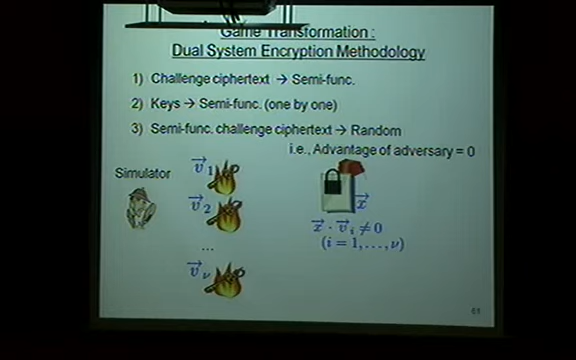 Game Transformation :
Dual System Encryption Methodology
1) Challenge ciphertext → Semi-func.
2) Keys → Semi-func. (one by one)
3) Semi-func. challenge ciphertext → Random
i.e., Advantage of adversary = 0
Simulator
v⃗ 1
v⃗ 2
x⃗
x⃗ · v⃗ i ≠ 0
(i = 1, . . . , ν)
...
v⃗ ν